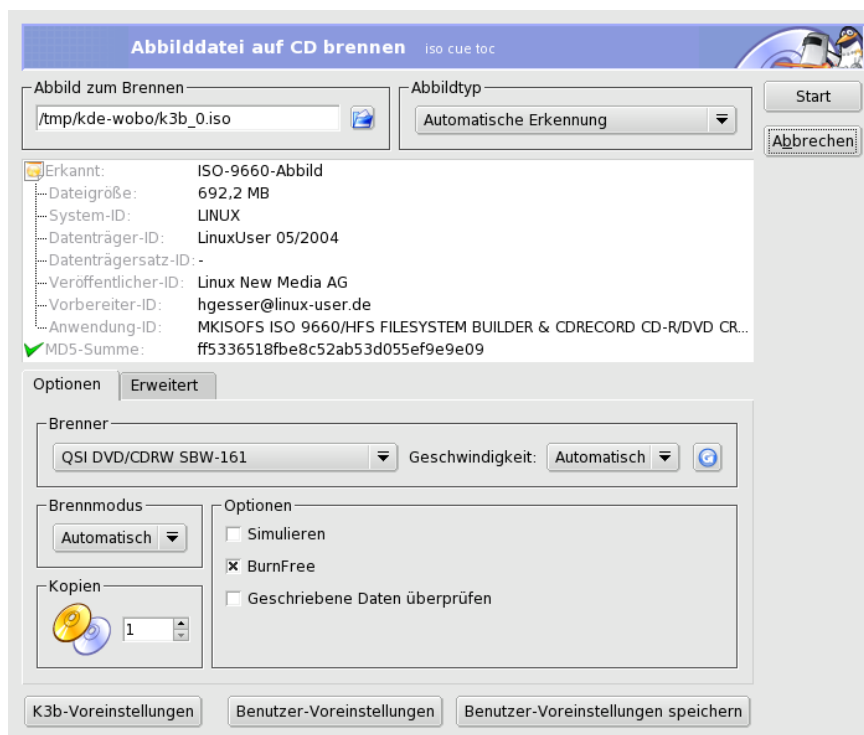 Abbilddatei auf CD brennen iso cue toc
Abbild zum Brennen
/tmp/kde-wobo/k3b_0.iso
Abbildtyp
Automatische Erkennung
Start
Abbrechen
Erkannt: ISO-9660-Abbild
Dateigröße: 692,2 MB
System-ID: LINUX
Datenträger-ID: LinuxUser 05/2004
Datenträgersatz-ID: -
Veröffentlicher-ID: Linux New Media AG
Vorbereiter-ID: hgesser@linux-user.de
Anwendung-ID: MKISOFS ISO 9660/HFS FILESYSTEM BUILDER & CDRECORD CD-R/DVD CR...
MD5-Summe: ff5336518fbe8c52ab53d055ef9e9e09
Optionen Erweitert
Brenner
QSI DVD/CDRW SBW-161 Geschwindigkeit: Automatisch
Brennmodus
Automatisch
Kopien
1
Optionen
Simulieren
BurnFree
Geschriebene Daten überprüfen
K3b-Voreinstellungen Benutzer-Voreinstellungen Benutzer-Voreinstellungen speichern